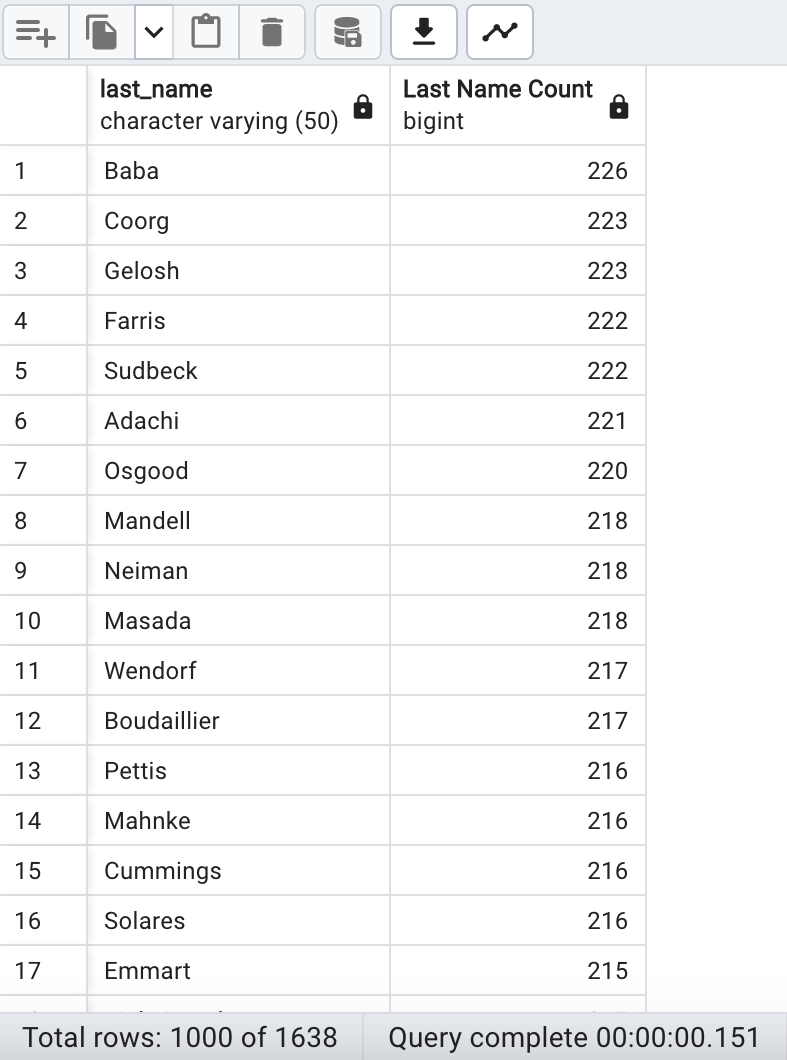 last_name Last Name Count
character varying (50) bigint
1 Baba 226
2 Coorg 223
3 Gelosh 223
4 Farris 222
5 Sudbeck 222
6 Adachi 221
7 Osgood 220
8 Mandell 218
9 Neiman 218
10 Masada 218
11 Wendorf 217
12 Boudaillier 217
13 Pettis 216
14 Mahnke 216
15 Cummings 216
16 Solares 216
17 Emmart 215
Total rows: 1000 of 1638 Query complete 00:00:00.151